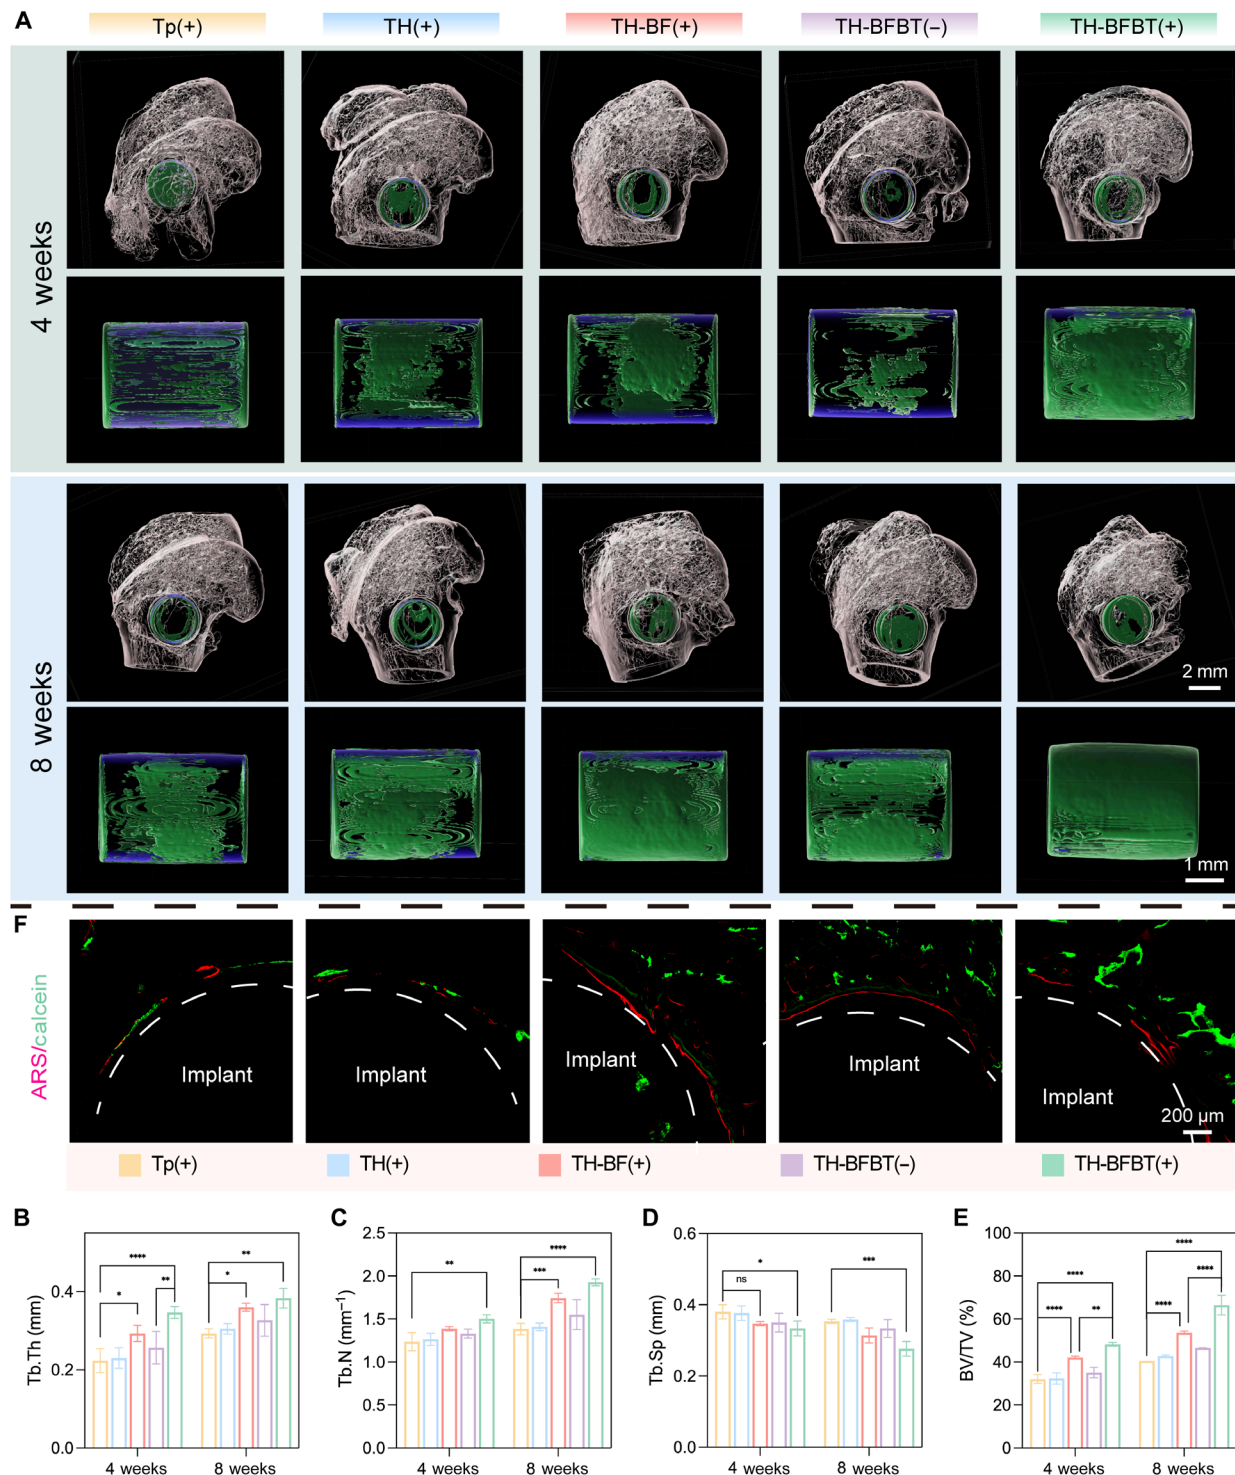 A
Tp(+) TH(+) TH-BF(+) TH-BFBT(–) TH-BFBT(+)
4 weeks
8 weeks
2 mm
1 mm
F
ARS/calcein
Implant Implant Implant Implant Implant
200 µm
Tp(+) TH(+) TH-BF(+) TH-BFBT(–) TH-BFBT(+)
B
Tb.Th (mm)
0.4
0.2
0.0
**** ** * ** *
4 weeks 8 weeks
C
Tb.N (mm⁻¹)
2.5
2.0
1.5
1.0
0.5
0.0
** **** ***
4 weeks 8 weeks
D
Tb.Sp (mm)
0.6
0.4
0.2
0.0
* ns ***
4 weeks 8 weeks
E
BV/TV (%)
100
80
60
40
20
0
**** **** ** **** **** ****
4 weeks 8 weeks